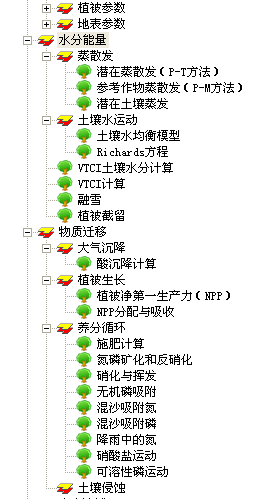 植被参数
地表参数
水分能量
蒸散发
潜在蒸散发(P-T方法)
参考作物蒸散发(P-M方法)
潜在土壤蒸发
土壤水运动
土壤水均衡模型
Richards方程
VTCI土壤水分计算
VTCI计算
融雪
植被截留
物质迁移
大气沉降
酸沉降计算
植被生长
植被净第一生产力(NPP)
NPP分配与吸收
养分循环
施肥计算
氮磷矿化和反硝化
硝化与挥发
无机磷吸附
泥沙吸附氮
泥沙吸附磷
降雨中的氮
硝酸盐运动
可溶性磷运动
土壤侵蚀